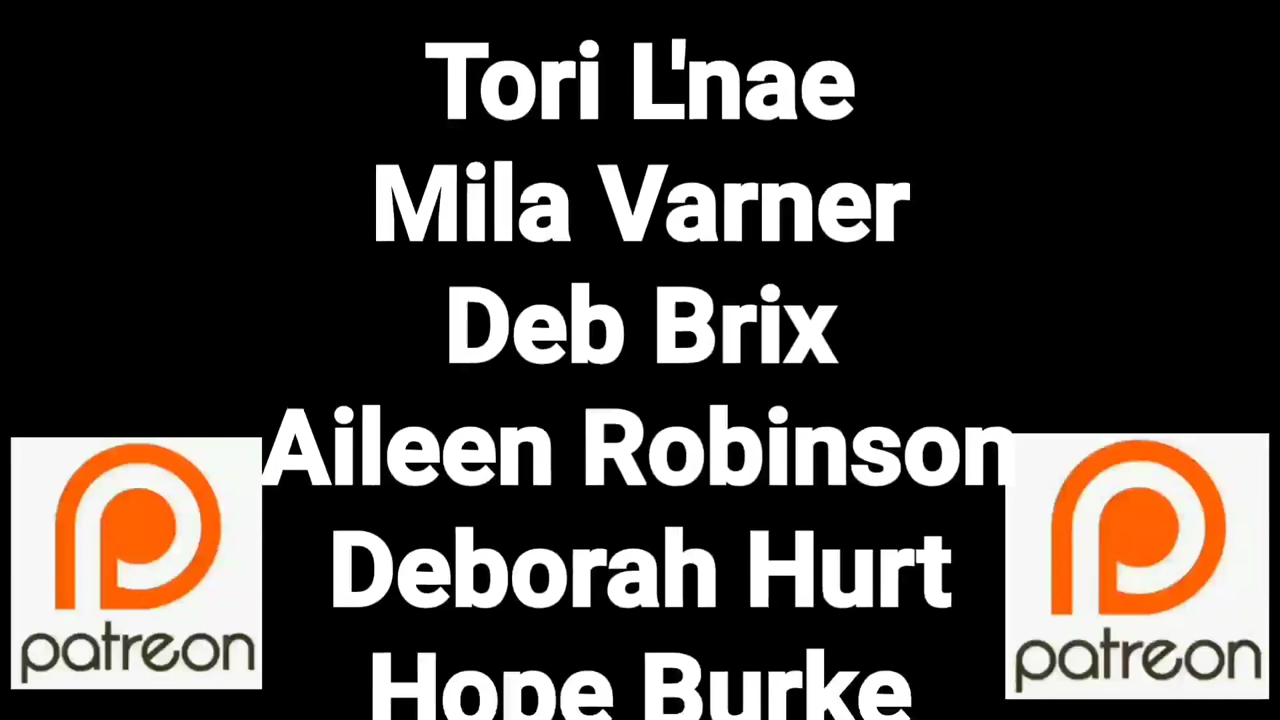 Tori L'nae
Mila Varner
Deb Brix
Aileen Robinson
Deborah Hurt
Hope Burke
patreon
patreon